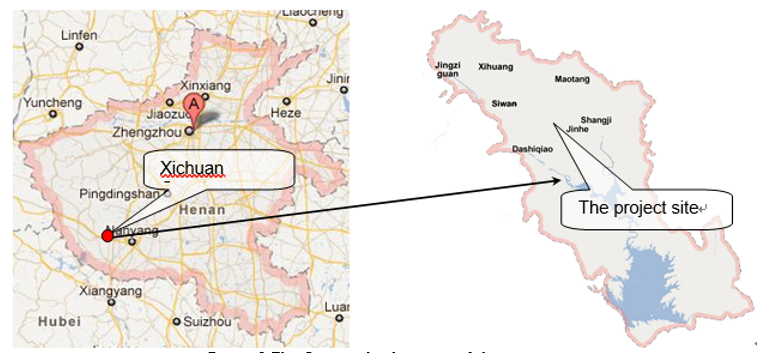 Liaocheng
Linfen
Xinxiang
Jinin
Yuncheng
Jiaozuo
A
Heze
Zhengzhou
Xichuan
Pingdingshan
Henan
Nanyang
Xiangyang
Luan
Hubei
Suizhou
Jingzi
guan
Xihuang
Maotang
Siwan
Shangji
Jinhe
Dashiqiao
The project site